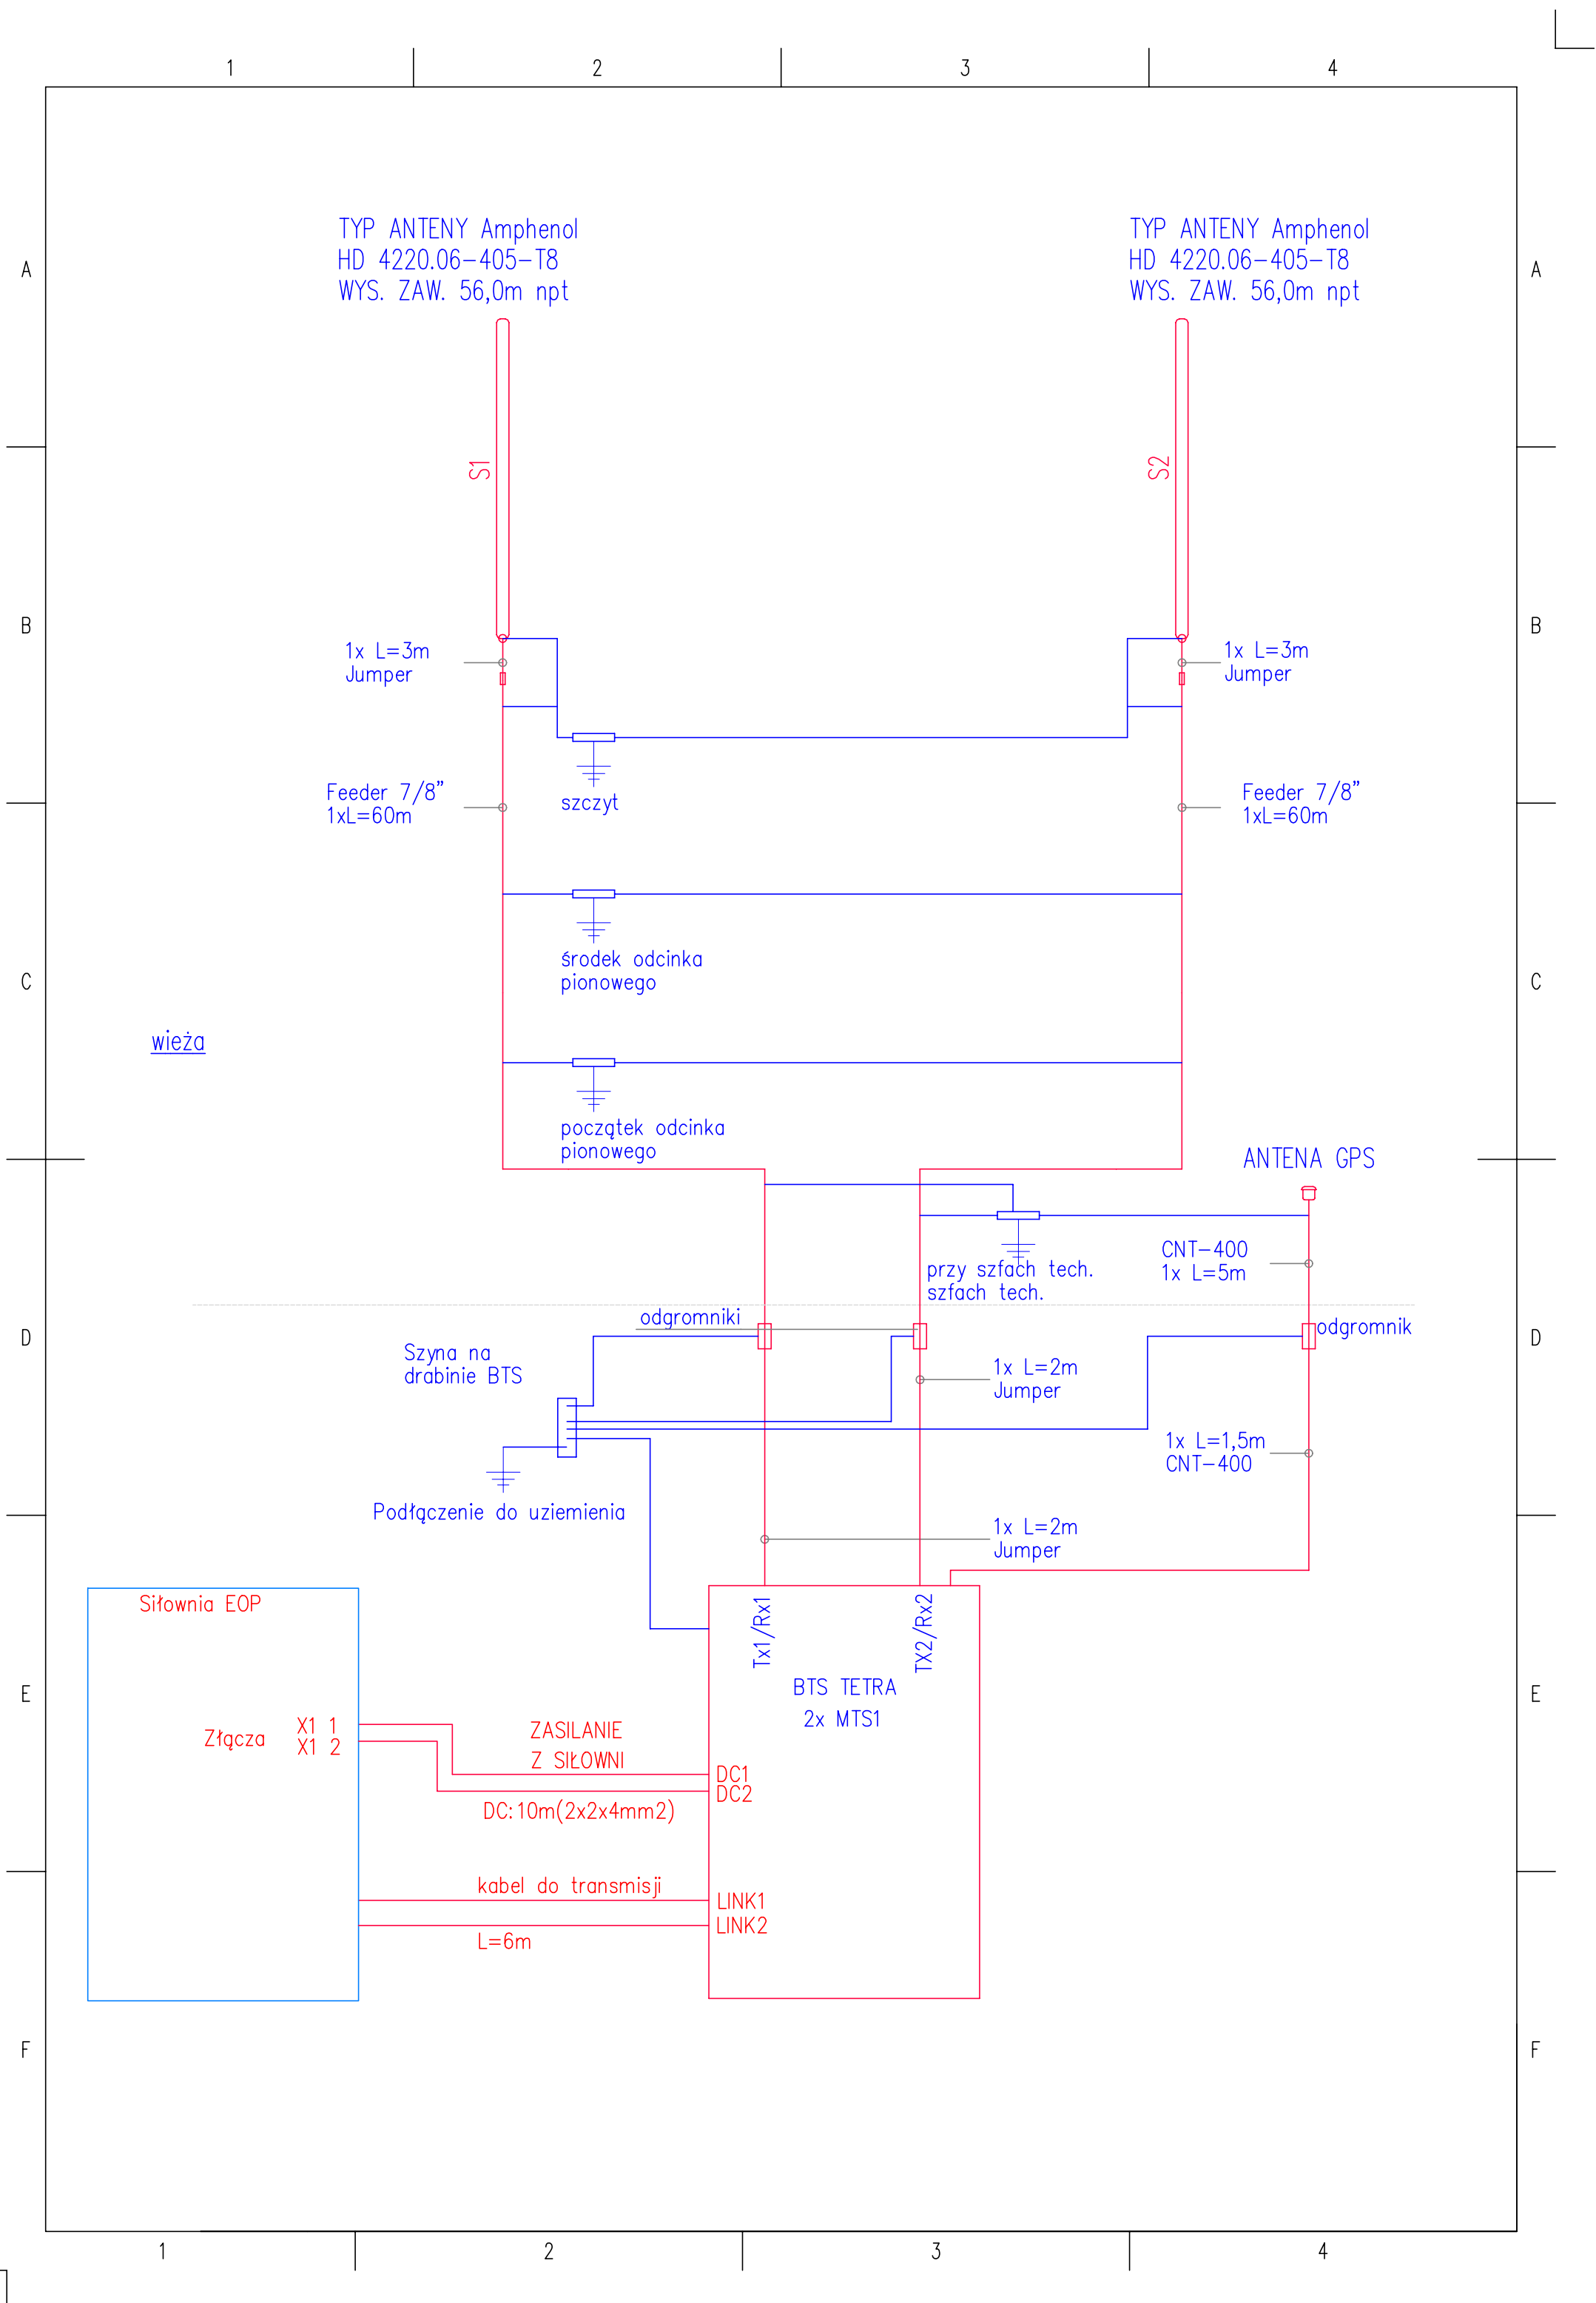 1 2 3 4
TYP ANTENY Amphenol
HD 4220.06-405-T8
WYS. ZAW. 56,0m npt
TYP ANTENY Amphenol
HD 4220.06-405-T8
WYS. ZAW. 56,0m npt
A
A
S1
S2
B
B
1x L=3m
Jumper
1x L=3m
Jumper
Feeder 7/8"
1xL=60m
szczyt
Feeder 7/8"
1xL=60m
środek odcinka
pionowego
C
C
wieża
początek odcinka
pionowego
ANTENA GPS
CNT-400
1x L=5m
przy szfach tech.
szfach tech.
odgromniki
odgromnik
D
D
Szyna na
drabinie BTS
1x L=2m
Jumper
1x L=1,5m
CNT-400
Podłączenie do uziemienia
1x L=2m
Jumper
Siłownia EOP
Tx1/Rx1
TX2/Rx2
BTS TETRA
2x MTS1
E
E
Złącza
X1 1
X1 2
ZASILANIE
Z SIŁOWNI
DC1
DC2
DC:10m(2x2x4mm2)
kabel do transmisji
LINK1
LINK2
L=6m
F
F
1 2 3 4